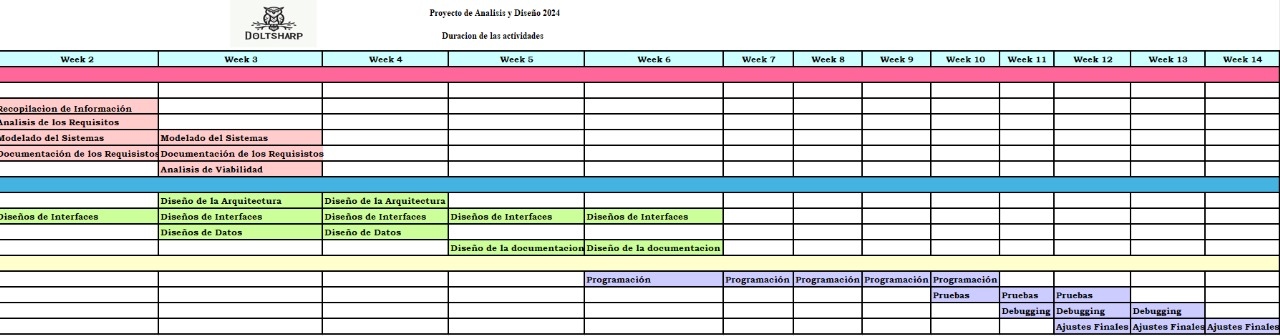 Proyecto de Analisis y Diseño 2024
DOLTSHARP
Duracion de las actividades
Week 2 Week 3 Week 4 Week 5 Week 6 Week 7 Week 8 Week 9 Week 10 Week 11 Week 12 Week 13 Week 14
Recopilacion de Información
Analisis de los Requisitos
Modelado del Sistemas Modelado del Sistemas
Documentación de los Requisistos Documentación de los Requisistos
Analisis de Viabilidad
Diseño de la Arquitectura Diseño de la Arquitectura
Diseños de Interfaces Diseños de Interfaces Diseños de Interfaces Diseños de Interfaces Diseños de Interfaces
Diseños de Datos Diseño de Datos
Diseño de la documentacion Diseño de la documentacion
Programación Programación Programación Programación Programación
Pruebas Pruebas Pruebas
Debugging Debugging Debugging
Ajustes Finales Ajustes Finales Ajustes Finales